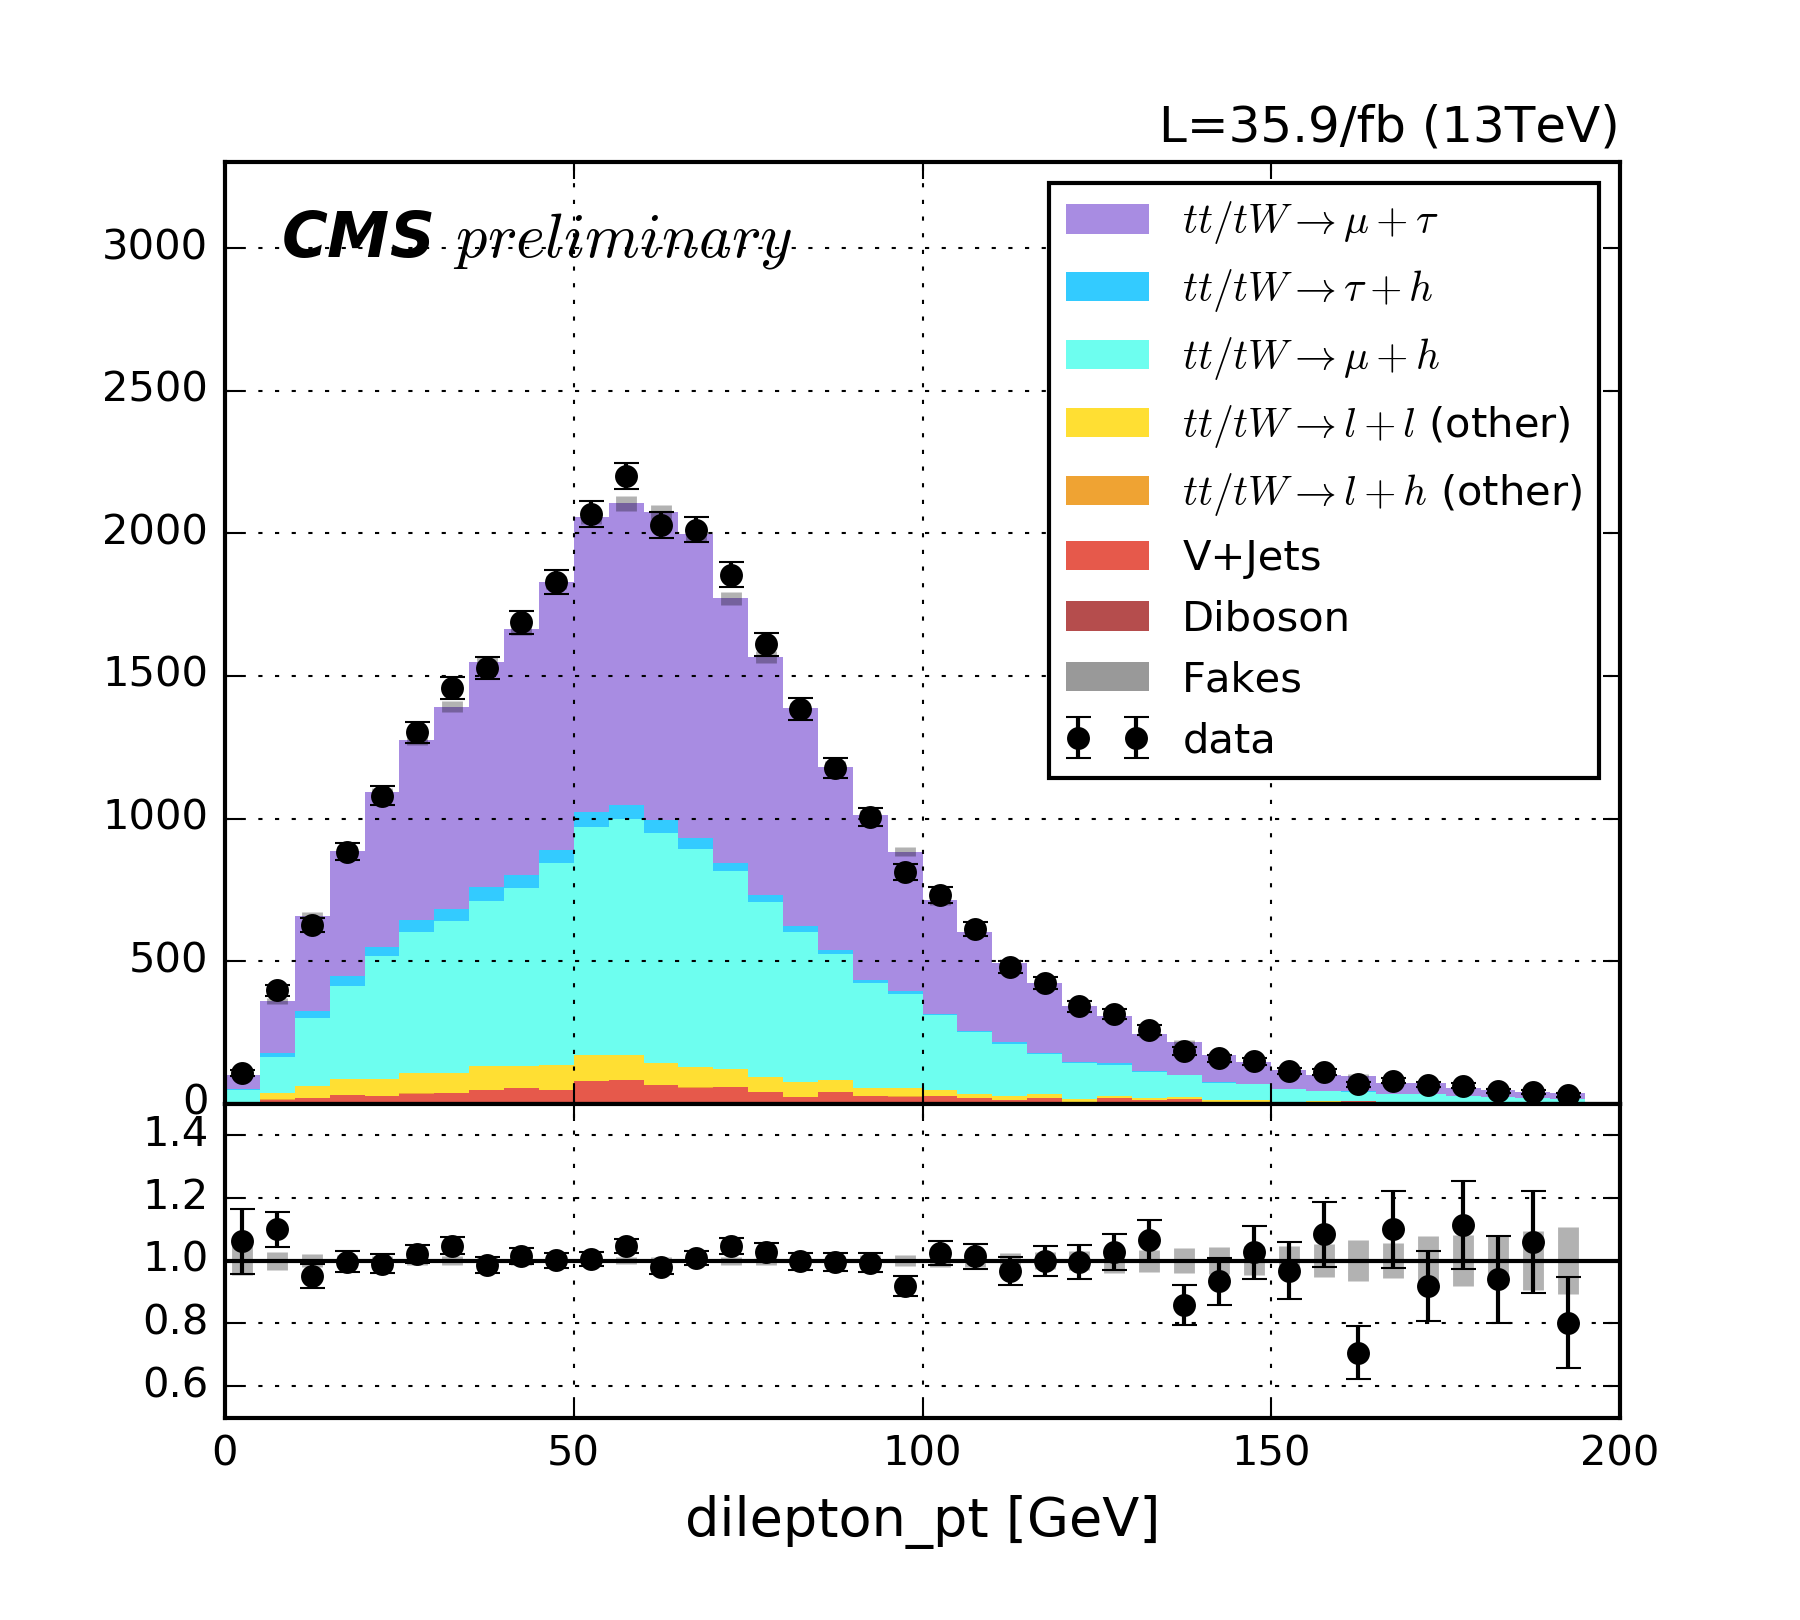 L=35.9/fb (13TeV)
CMS preliminary
tt/tW → μ + τ
tt/tW → τ + h
tt/tW → μ + h
tt/tW → l + l (other)
tt/tW → l + h (other)
V+Jets
Diboson
Fakes
data
3000
2500
2000
1500
1000
500
0
1.4
1.2
1.0
0.8
0.6
0 50 100 150 200
dilepton_pt [GeV]